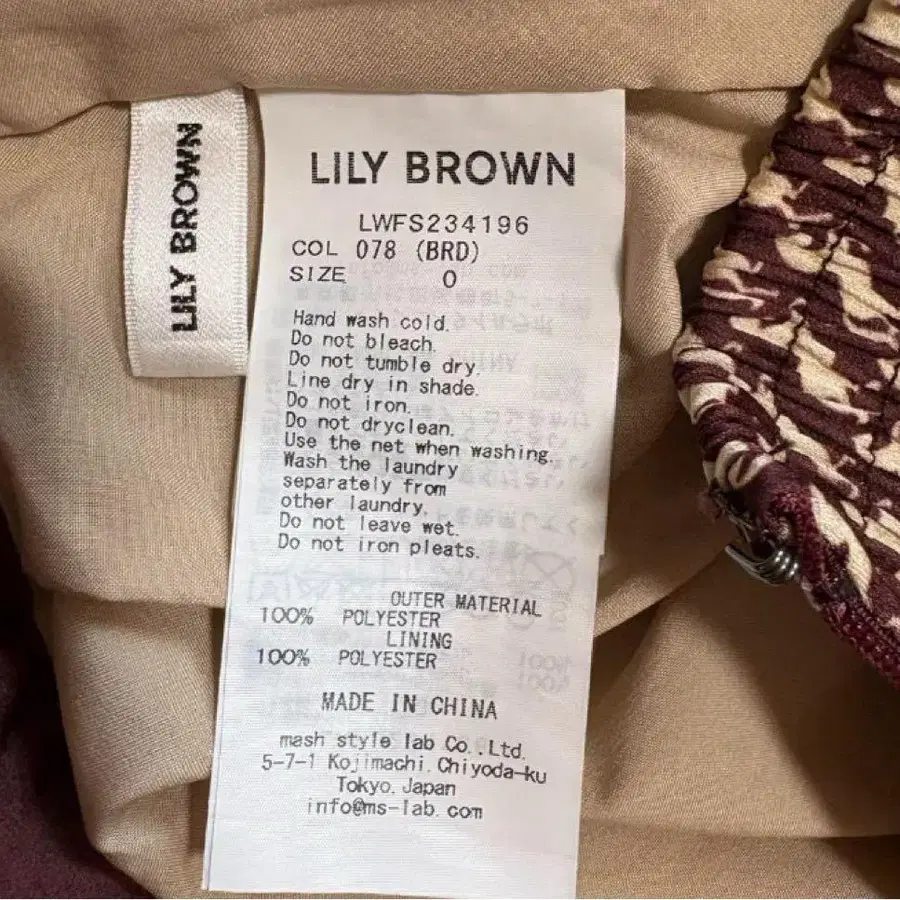 LILY BROWN
LILY BROWN
LWFS234196
COL 078 (BRD)
SIZE 0
Hand wash cold.
Do not bleach.
Do not tumble dry.
Line dry in shade.
Do not iron.
Do not dryclean.
Use the net when washing.
Wash the laundry
separately from
other laundry.
Do not leave wet.
Do not iron pleats.
OUTER MATERIAL
100% POLYESTER
LINING
100% POLYESTER
MADE IN CHINA
mash style lab Co.,Ltd.
5-7-1 Kojimachi.Chiyoda-ku
Tokyo.Japan
info@ms-lab.com